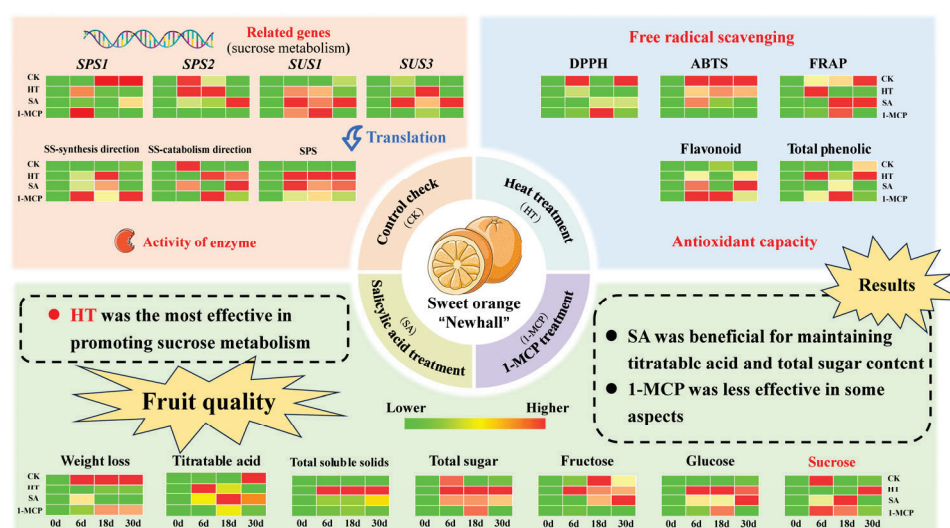 Related genes
(sucrose metabolism)
SPS1 SPS2 SUS1 SUS3
CK
HT
SA
1-MCP
Translation
SS-synthesis direction SS-catabolism direction SPS
CK
HT
SA
1-MCP
Activity of enzyme
Free radical scavenging
DPPH ABTS FRAP
CK
HT
SA
1-MCP
Flavonoid Total phenolic
CK
HT
SA
1-MCP
Antioxidant capacity
Control check
(CK)
Heat treatment
(HT)
Salicylic acid treatment
(SA)
1-MCP treatment
(1-MCP)
Sweet orange
“Newhall”
HT was the most effective in
promoting sucrose metabolism
Fruit quality
Lower Higher
Results
SA was beneficial for maintaining
titratable acid and total sugar content
1-MCP was less effective in some
aspects
Weight loss Titratable acid Total soluble solids Total sugar Fructose Glucose Sucrose
CK
HT
SA
1-MCP
CK
HT
SA
1-MCP
0d 6d 18d 30d 0d 6d 18d 30d 0d 6d 18d 30d 0d 6d 18d 30d 0d 6d 18d 30d 0d 6d 18d 30d 0d 6d 18d 30d